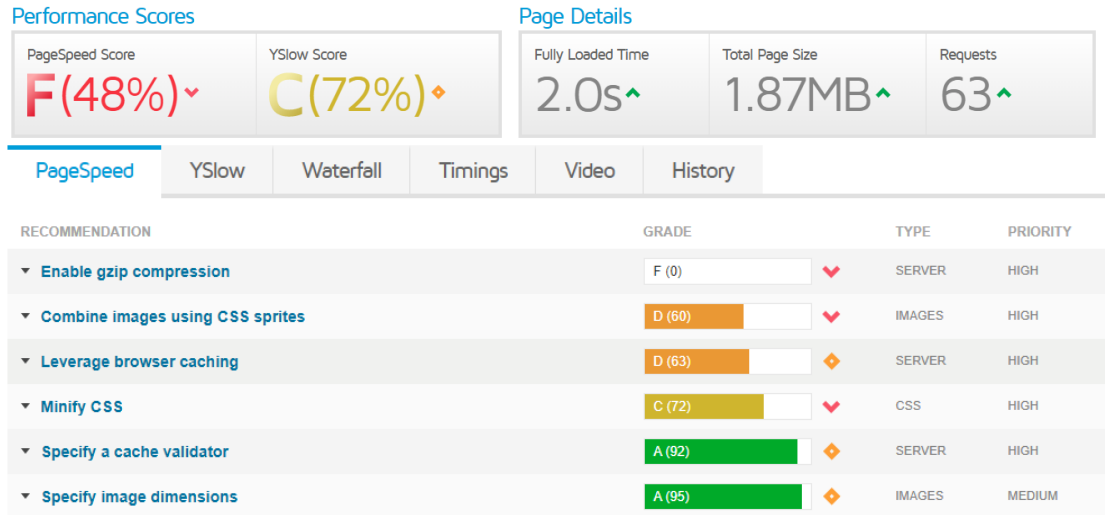 Performance Scores Page Details
PageSpeed Score YSlow Score Fully Loaded Time Total Page Size Requests
F(48%) C(72%) 2.0s 1.87MB 63
PageSpeed YSlow Waterfall Timings Video History
RECOMMENDATION GRADE TYPE PRIORITY
Enable gzip compression F (0) SERVER HIGH
Combine images using CSS sprites D (60) IMAGES HIGH
Leverage browser caching D (63) SERVER HIGH
Minify CSS C (72) CSS HIGH
Specify a cache validator A (92) SERVER HIGH
Specify image dimensions A (95) IMAGES MEDIUM